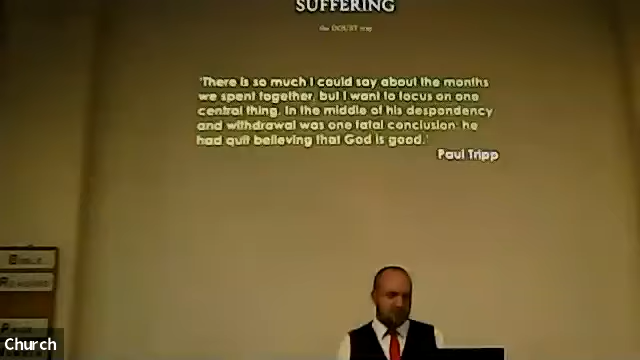 SUFFERING
the DOUBT trap
'There is so much I could say about the months
we spent together, but I want to focus on one
central thing. In the middle of his despondency
and withdrawal was one fatal conclusion: he
had quit believing that God is good.'
Paul Tripp
BIBLE
READINGS
Church